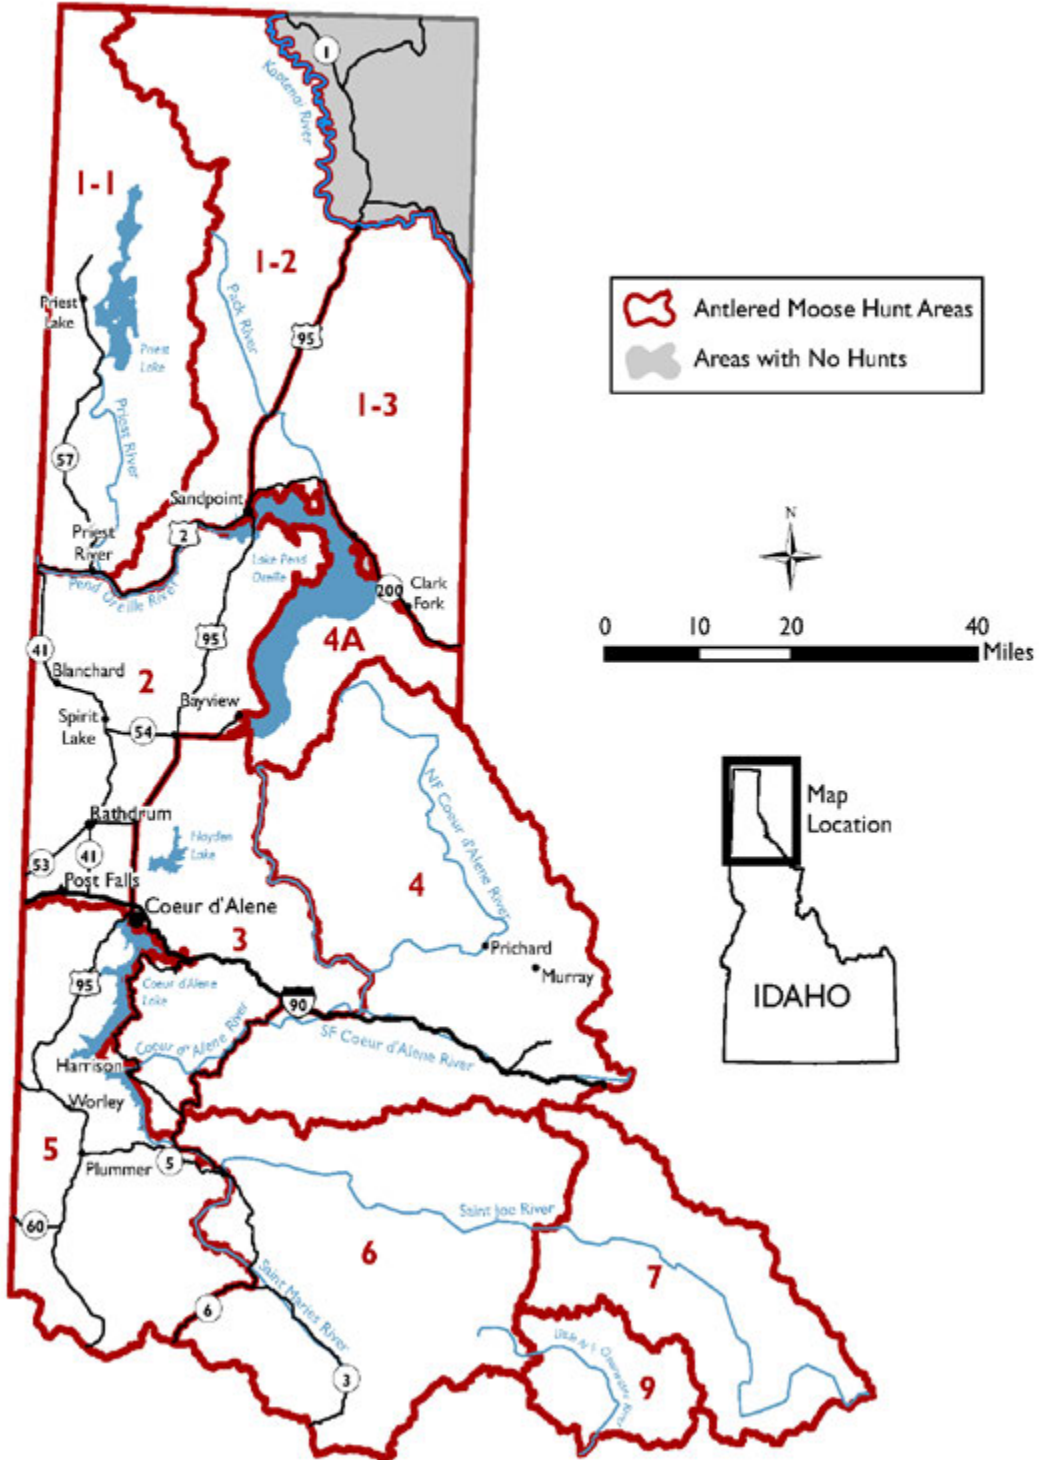 1
Kootenai River
1-1
1-2
Pack River
95
Priest
Lake
Priest
Lake
Priest River
1-3
57
Sandpoint
2
Priest
River
Pend Oreille River
Lake Pend
Oreille
200
Clark
Fork
4A
41
95
Blanchard
2
Bayview
Spirit
Lake
54
NF Coeur d'Alene River
Rathdrum
Hayden
Lake
53
41
Post Falls
4
Coeur d'Alene
3
Prichard
Murray
95
Coeur d'Alene
Lake
90
Coeur d'Alene River
SF Coeur d'Alene River
Harrison
Worley
5
Plummer
5
60
Saint Joe River
6
7
Saint Maries River
6
3
9
Antlered Moose Hunt Areas
Areas with No Hunts
N
0 10 20 40
Miles
Map
Location
IDAHO